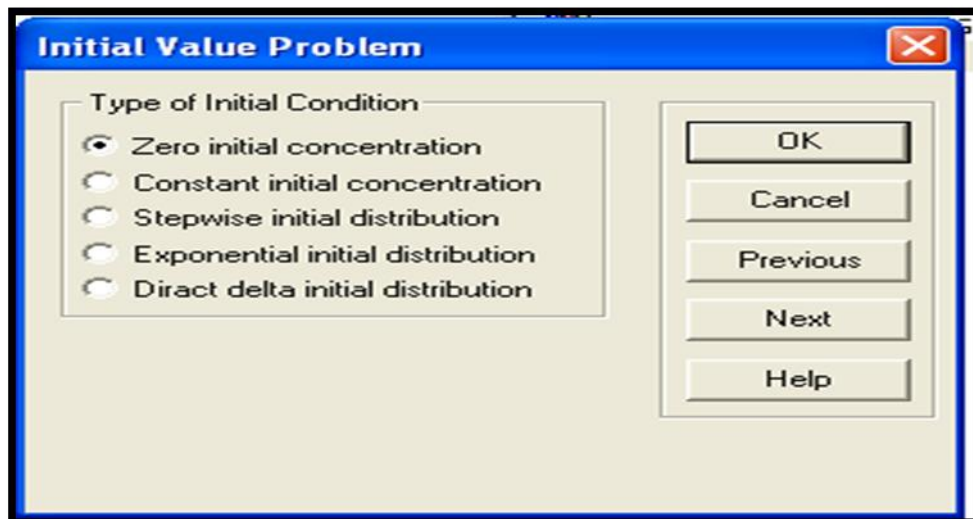 Initial Value Problem
Type of Initial Condition
Zero initial concentration
Constant initial concentration
Stepwise initial distribution
Exponential initial distribution
Diract delta initial distribution
OK
Cancel
Previous
Next
Help